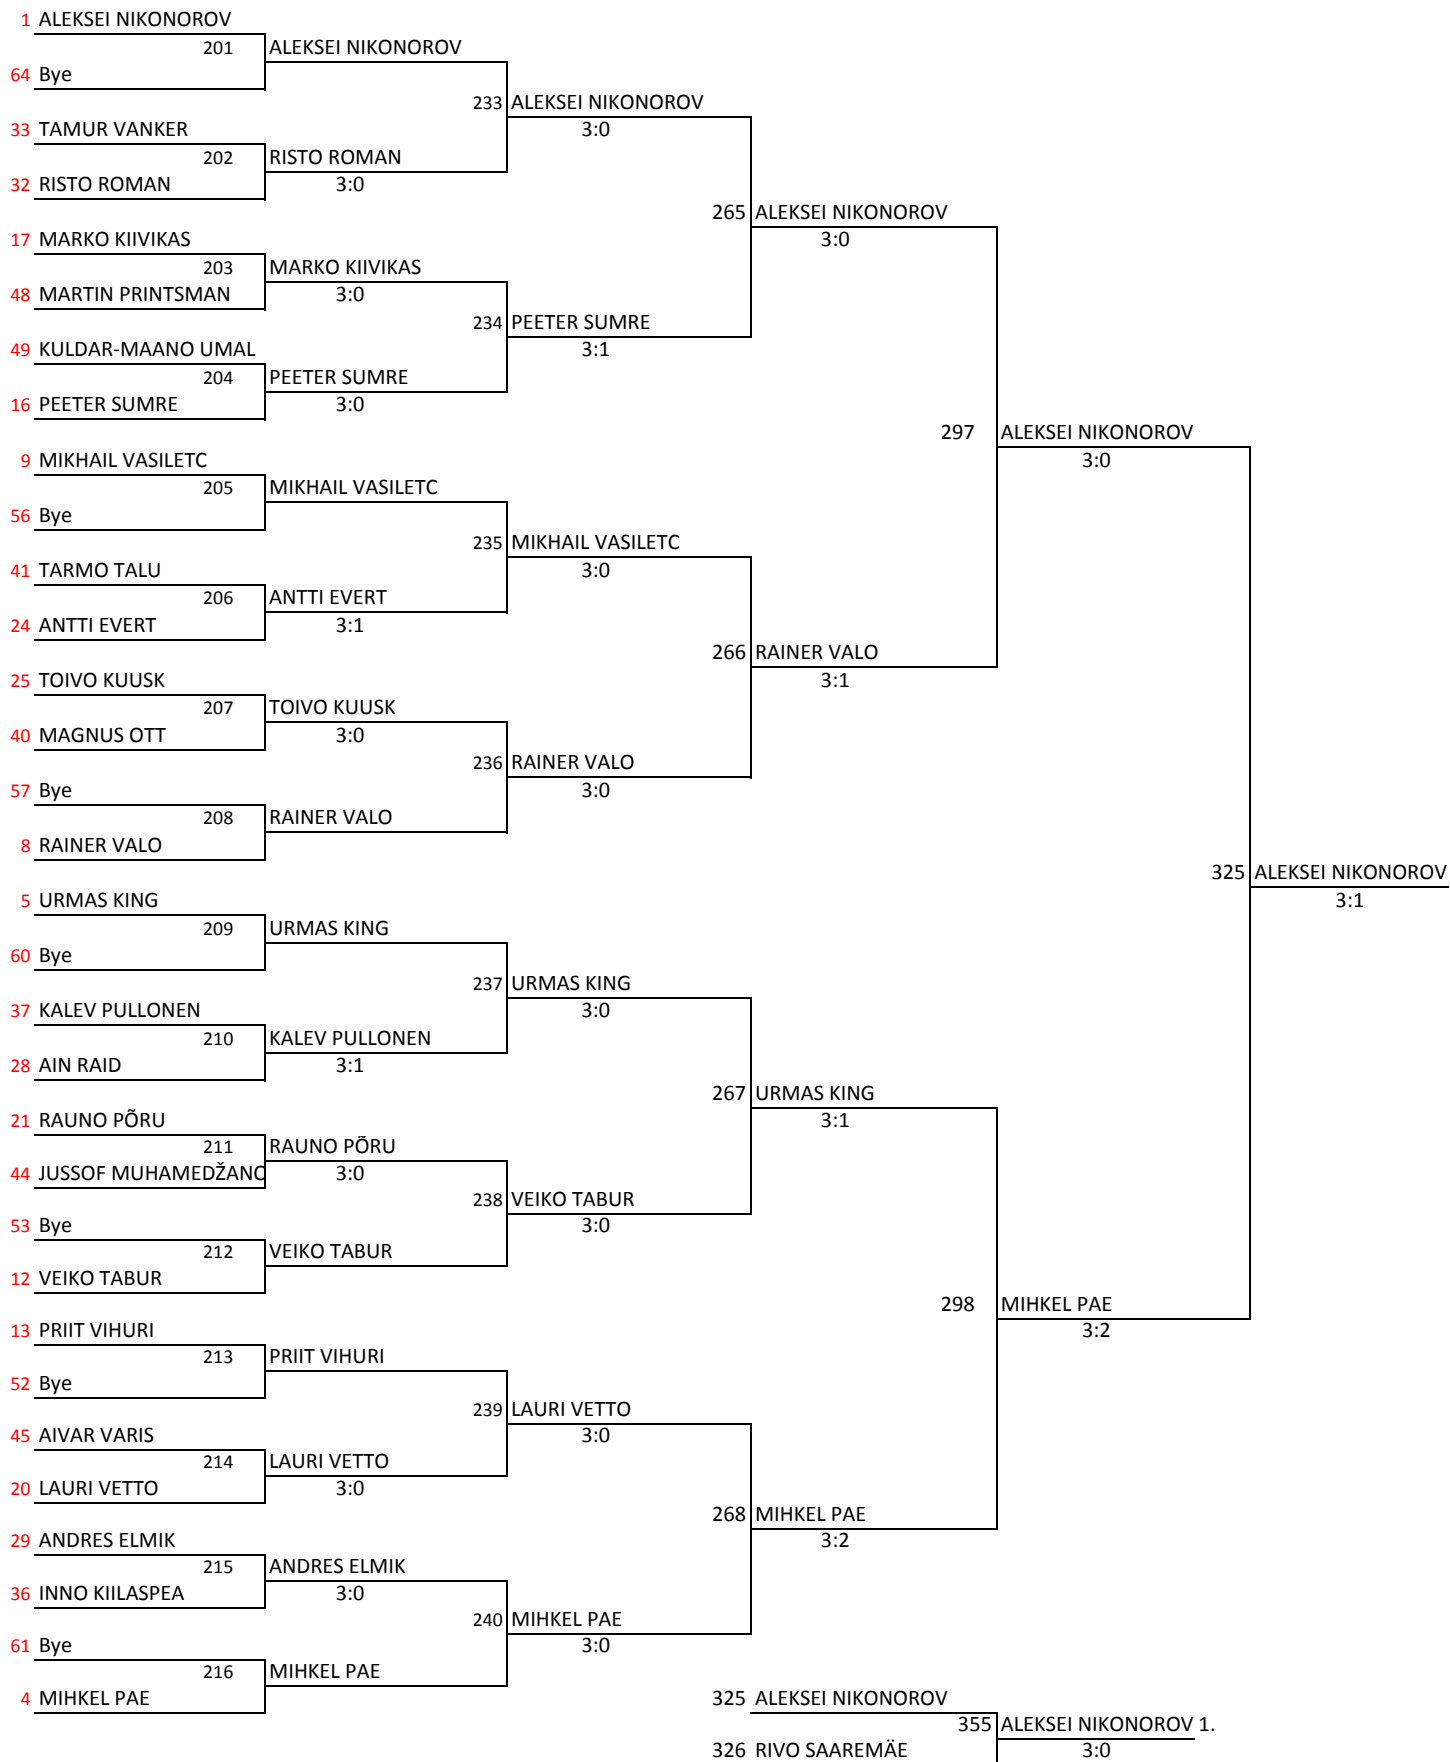 1 ALEKSEI NIKONOROV
201 ALEKSEI NIKONOROV
64 Bye
233 ALEKSEI NIKONOROV
3:0
33 TAMUR VANKER
202 RISTO ROMAN
32 RISTO ROMAN 3:0
265 ALEKSEI NIKONOROV
3:0
17 MARKO KIIVIKAS
203 MARKO KIIVIKAS
48 MARTIN PRINTSMAN 3:0
234 PEETER SUMRE
3:1
49 KULDAR-MAANO UMAL
204 PEETER SUMRE
16 PEETER SUMRE 3:0
297 ALEKSEI NIKONOROV
3:0
9 MIKHAIL VASILETC
205 MIKHAIL VASILETC
56 Bye
235 MIKHAIL VASILETC
3:0
41 TARMO TALU
206 ANTTI EVERT
24 ANTTI EVERT 3:1
266 RAINER VALO
3:1
25 TOIVO KUUSK
207 TOIVO KUUSK
40 MAGNUS OTT 3:0
236 RAINER VALO
3:0
57 Bye
208 RAINER VALO
8 RAINER VALO
325 ALEKSEI NIKONOROV
3:1
5 URMAS KING
209 URMAS KING
60 Bye
237 URMAS KING
3:0
37 KALEV PULLONEN
210 KALEV PULLONEN
28 AIN RAID 3:1
267 URMAS KING
3:1
21 RAUNO PÕRU
211 RAUNO PÕRU
44 JUSSOF MUHAMEDŽANO 3:0
238 VEIKO TABUR
3:0
53 Bye
212 VEIKO TABUR
12 VEIKO TABUR
298 MIHKEL PAE
3:2
13 PRIIT VIHURI
213 PRIIT VIHURI
52 Bye
239 LAURI VETTO
3:0
45 AIVAR VARIS
214 LAURI VETTO
20 LAURI VETTO 3:0
268 MIHKEL PAE
3:2
29 ANDRES ELMIK
215 ANDRES ELMIK
36 INNO KIILASPEA 3:0
240 MIHKEL PAE
3:0
61 Bye
216 MIHKEL PAE
4 MIHKEL PAE
325 ALEKSEI NIKONOROV
355 ALEKSEI NIKONOROV 1.
326 RIVO SAAREMÄE 3:0